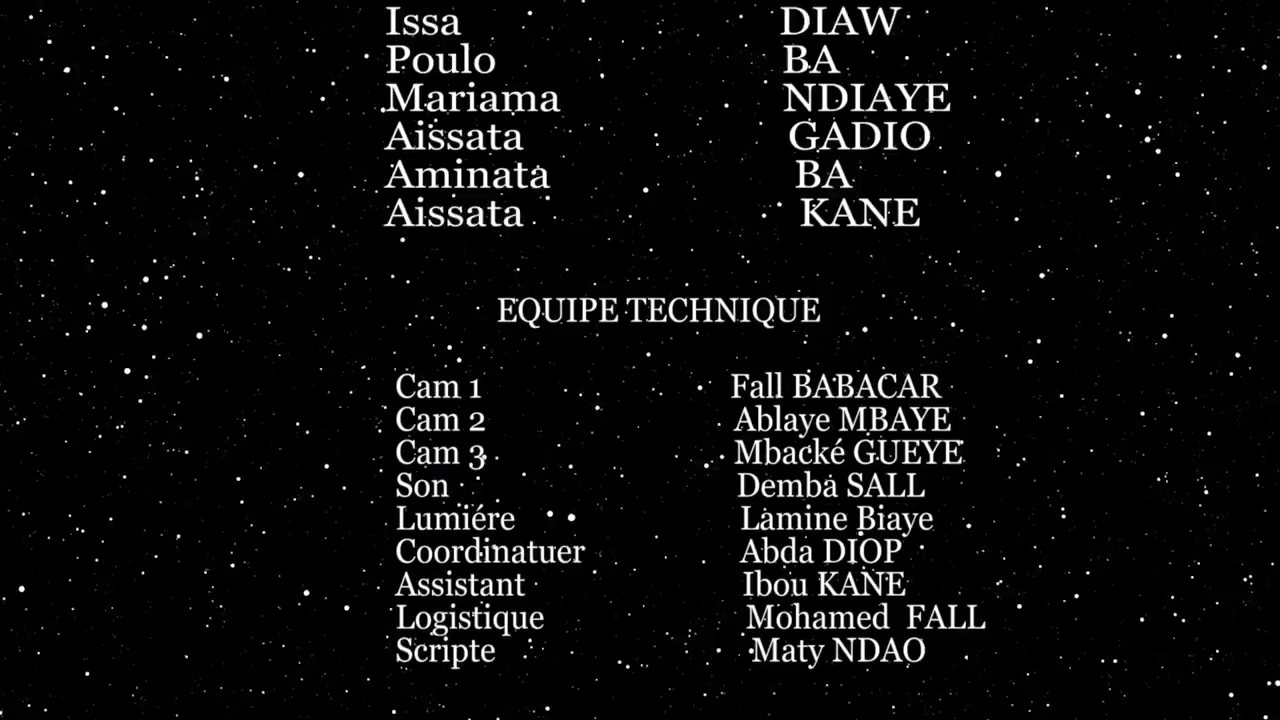 Issa DIAW
Poulo BA
Mariama NDIAYE
Aissata GADIO
Aminata BA
Aissata KANE
EQUIPE TECHNIQUE
Cam 1 Fall BABACAR
Cam 2 Ablaye MBAYE
Cam 3 Mbacké GUEYE
Son Demba SALL
Lumiére Lamine Biaye
Coordinatuer Abda DIOP
Assistant Ibou KANE
Logistique Mohamed FALL
Scripte Maty NDAO